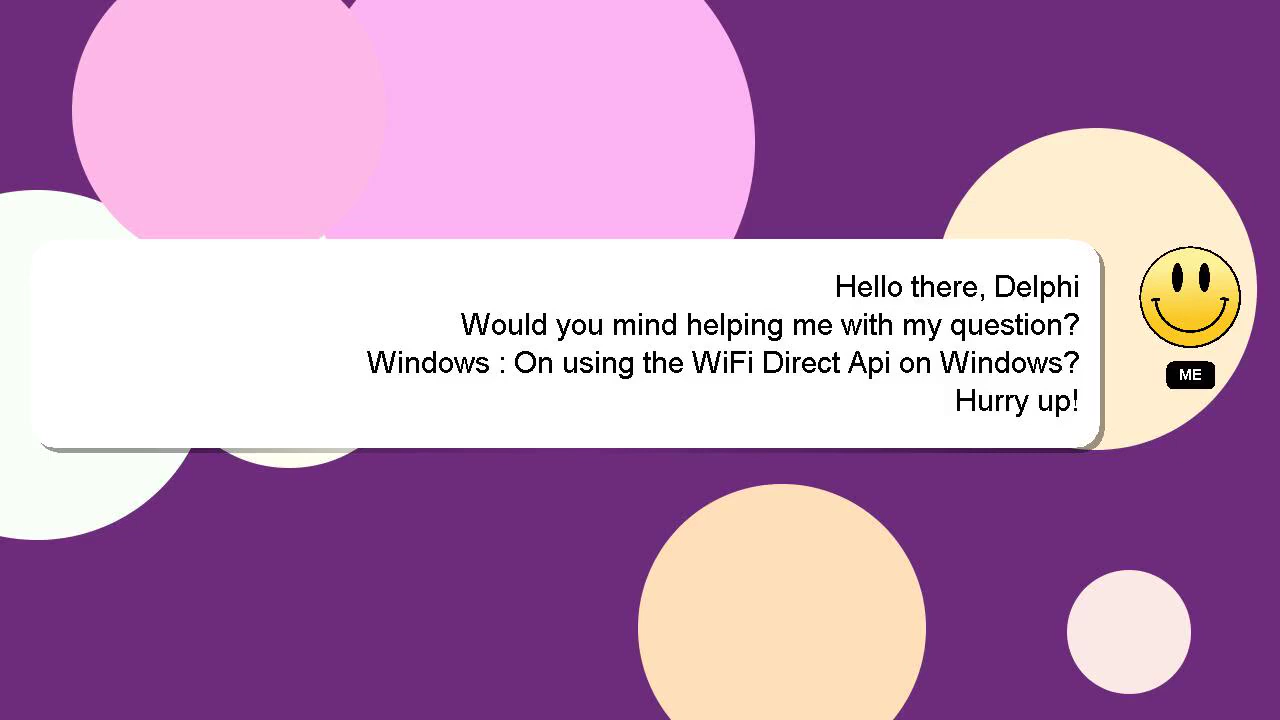 Hello there, Delphi
Would you mind helping me with my question?
Windows : On using the WiFi Direct Api on Windows?
Hurry up!
ME